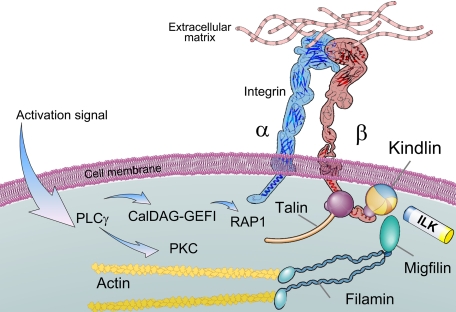 Extracellular
matrix
Integrin
Activation signal
α
β
Kindlin
Cell membrane
PLCγ
CalDAG-GEFI
RAP1
Talin
ILK
PKC
Migfilin
Actin
Filamin